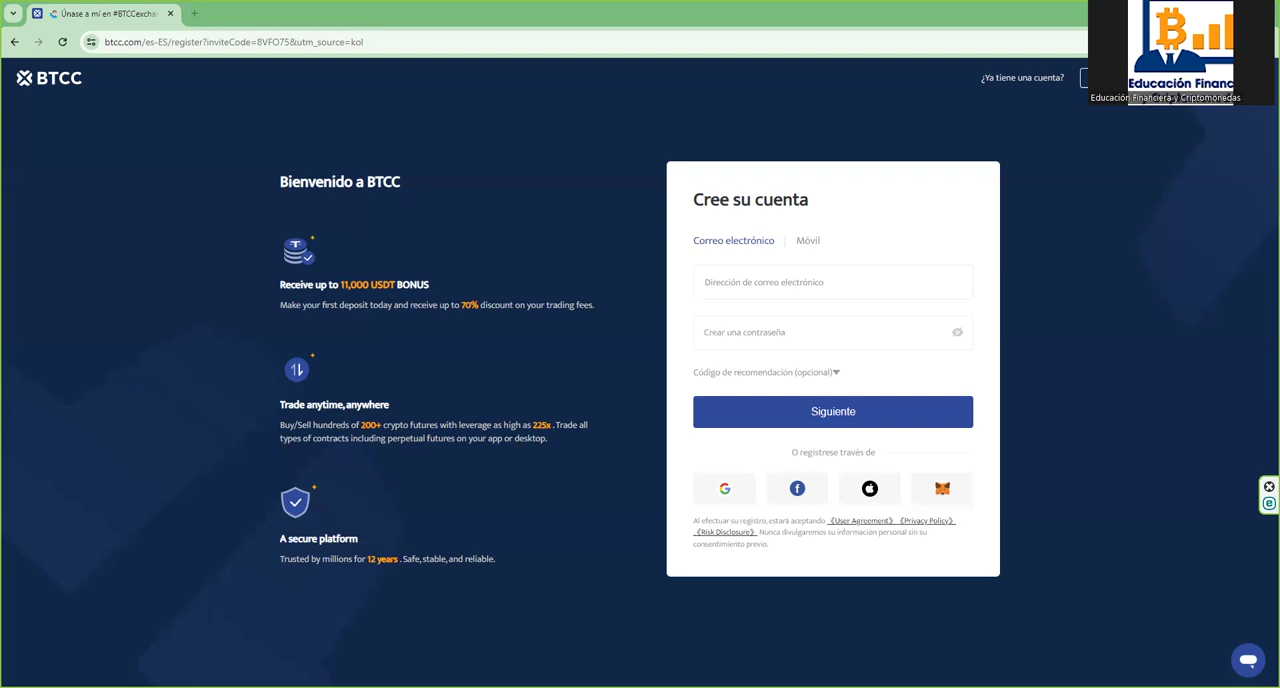 Únase a mí en #BTCCexchan
btcc.com/es-ES/register?inviteCode=8VFO75&utm_source=kol
BTCC
¿Ya tiene una cuenta?
Educación Financ
Educación Financiera y Criptomonedas
Bienvenido a BTCC
Receive up to 11,000 USDT BONUS
Make your first deposit today and receive up to 70% discount on your trading fees.
Trade anytime, anywhere
Buy/Sell hundreds of 200+ crypto futures with leverage as high as 225x . Trade all
types of contracts including perpetual futures on your app or desktop.
A secure platform
Trusted by millions for 12 years . Safe, stable, and reliable.
Cree su cuenta
Correo electrónico | Móvil
Dirección de correo electrónico
Crear una contraseña
Código de recomendación (opcional)
Siguiente
O regístrese través de
Al efectuar su registro, estará aceptando 《User Agreement》 《Privacy Policy》
《Risk Disclosure》 Nunca divulgaremos su información personal sin su
consentimiento previo.